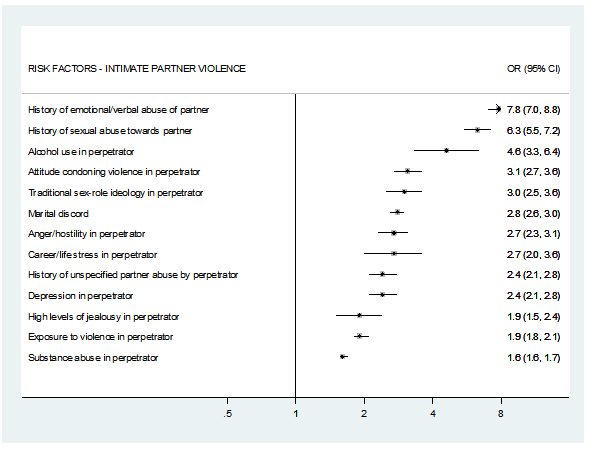 RISK FACTORS - INTIMATE PARTNER VIOLENCE OR (95% CI)
History of emotional/verbal abuse of partner 7.8 (7.0, 8.8)
History of sexual abuse towards partner 6.3 (5.5, 7.2)
Alcohol use in perpetrator 4.6 (3.3, 6.4)
Attitude condoning violence in perpetrator 3.1 (2.7, 3.6)
Traditional sex-role ideology in perpetrator 3.0 (2.5, 3.6)
Marital discord 2.8 (2.6, 3.0)
Anger/hostility in perpetrator 2.7 (2.3, 3.1)
Career/life stress in perpetrator 2.7 (2.0, 3.6)
History of unspecified partner abuse by perpetrator 2.4 (2.1, 2.8)
Depression in perpetrator 2.4 (2.1, 2.8)
High levels of jealousy in perpetrator 1.9 (1.5, 2.4)
Exposure to violence in perpetrator 1.9 (1.8, 2.1)
Substance abuse in perpetrator 1.6 (1.6, 1.7)
.5 1 2 4 8